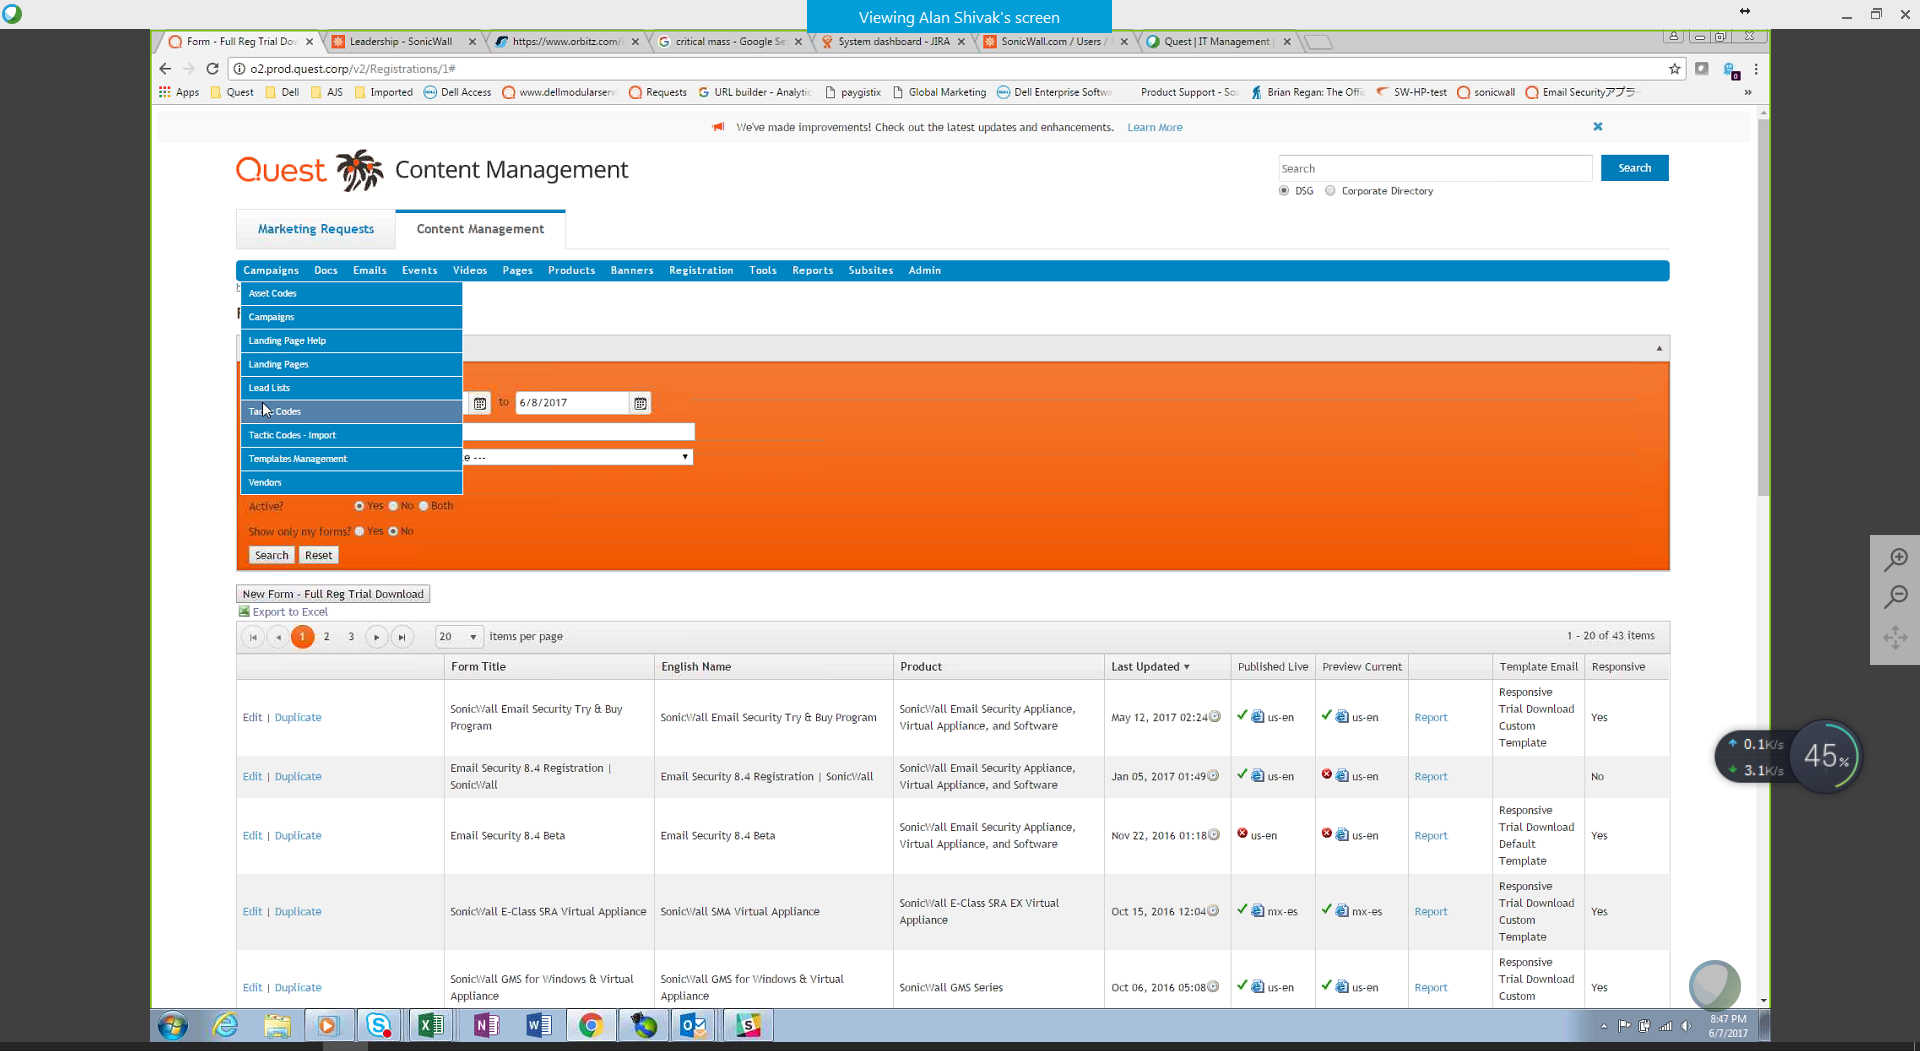 Viewing Alan Shivak's screen
Form - Full Reg Trial Dow
Leadership - SonicWall
https://www.orbitz.com/
critical mass - Google Se
System dashboard - JIRA
SonicWall.com / Users /
Quest | IT Management
o2.prod.quest.corp/v2/Registrations/1#
Apps Quest Dell AJS Imported Dell Access www.dellmodularserv Requests URL builder - Analytic paygistix Global Marketing Dell Enterprise Softw Product Support - So Brian Regan: The Offi SW-HP-test sonicwall Email Securityアプラ »
We've made improvements! Check out the latest updates and enhancements. Learn More
Quest Content Management
Search Search
DSG Corporate Directory
Marketing Requests Content Management
Campaigns Docs Emails Events Videos Pages Products Banners Registration Tools Reports Subsites Admin
Asset Codes
Campaigns
Landing Page Help
Landing Pages
Lead Lists
Tactic Codes
Tactic Codes - Import
Templates Management
Vendors
to 6/8/2017
e ---
Active? Yes No Both
Show only my forms? Yes No
Search Reset
New Form - Full Reg Trial Download
Export to Excel
1 2 3 20 items per page 1 - 20 of 43 items
Form Title English Name Product Last Updated Published Live Preview Current Template Email Responsive
Edit | Duplicate SonicWall Email Security Try & Buy Program SonicWall Email Security Try & Buy Program SonicWall Email Security Appliance, Virtual Appliance, and Software May 12, 2017 02:24 us-en us-en Report Responsive Trial Download Custom Template Yes
Edit | Duplicate Email Security 8.4 Registration | SonicWall Email Security 8.4 Registration | SonicWall SonicWall Email Security Appliance, Virtual Appliance, and Software Jan 05, 2017 01:49 us-en us-en Report No
Edit | Duplicate Email Security 8.4 Beta Email Security 8.4 Beta SonicWall Email Security Appliance, Virtual Appliance, and Software Nov 22, 2016 01:18 us-en us-en Report Responsive Trial Download Default Template Yes
Edit | Duplicate SonicWall E-Class SRA Virtual Appliance SonicWall SMA Virtual Appliance SonicWall E-Class SRA EX Virtual Appliance Oct 15, 2016 12:04 mx-es mx-es Report Responsive Trial Download Custom Template Yes
Edit | Duplicate SonicWall GMS for Windows & Virtual Appliance SonicWall GMS for Windows & Virtual Appliance SonicWall GMS Series Oct 06, 2016 05:08 us-en us-en Report Responsive Trial Download Custom Yes
0.1K/s
3.1K/s
45%
8:47 PM
6/7/2017